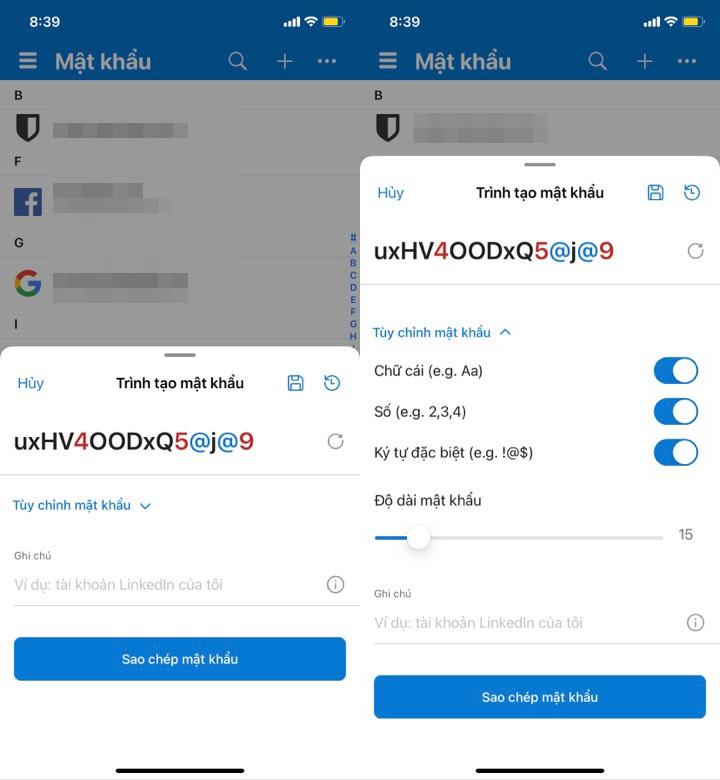 8:39
Mật khẩu
B
F
G
I
#
A
B
C
D
E
F
G
H
Hủy
Trình tạo mật khẩu
uxHV4OODxQ5@j@9
Tùy chỉnh mật khẩu
Ghi chú
Ví dụ: tài khoản LinkedIn của tôi
Sao chép mật khẩu
8:39
Mật khẩu
B
Hủy
Trình tạo mật khẩu
uxHV4OODxQ5@j@9
Tùy chỉnh mật khẩu
Chữ cái (e.g. Aa)
Số (e.g. 2,3,4)
Ký tự đặc biệt (e.g. !@$)
Độ dài mật khẩu
15
Ghi chú
Ví dụ: tài khoản LinkedIn của tôi
Sao chép mật khẩu